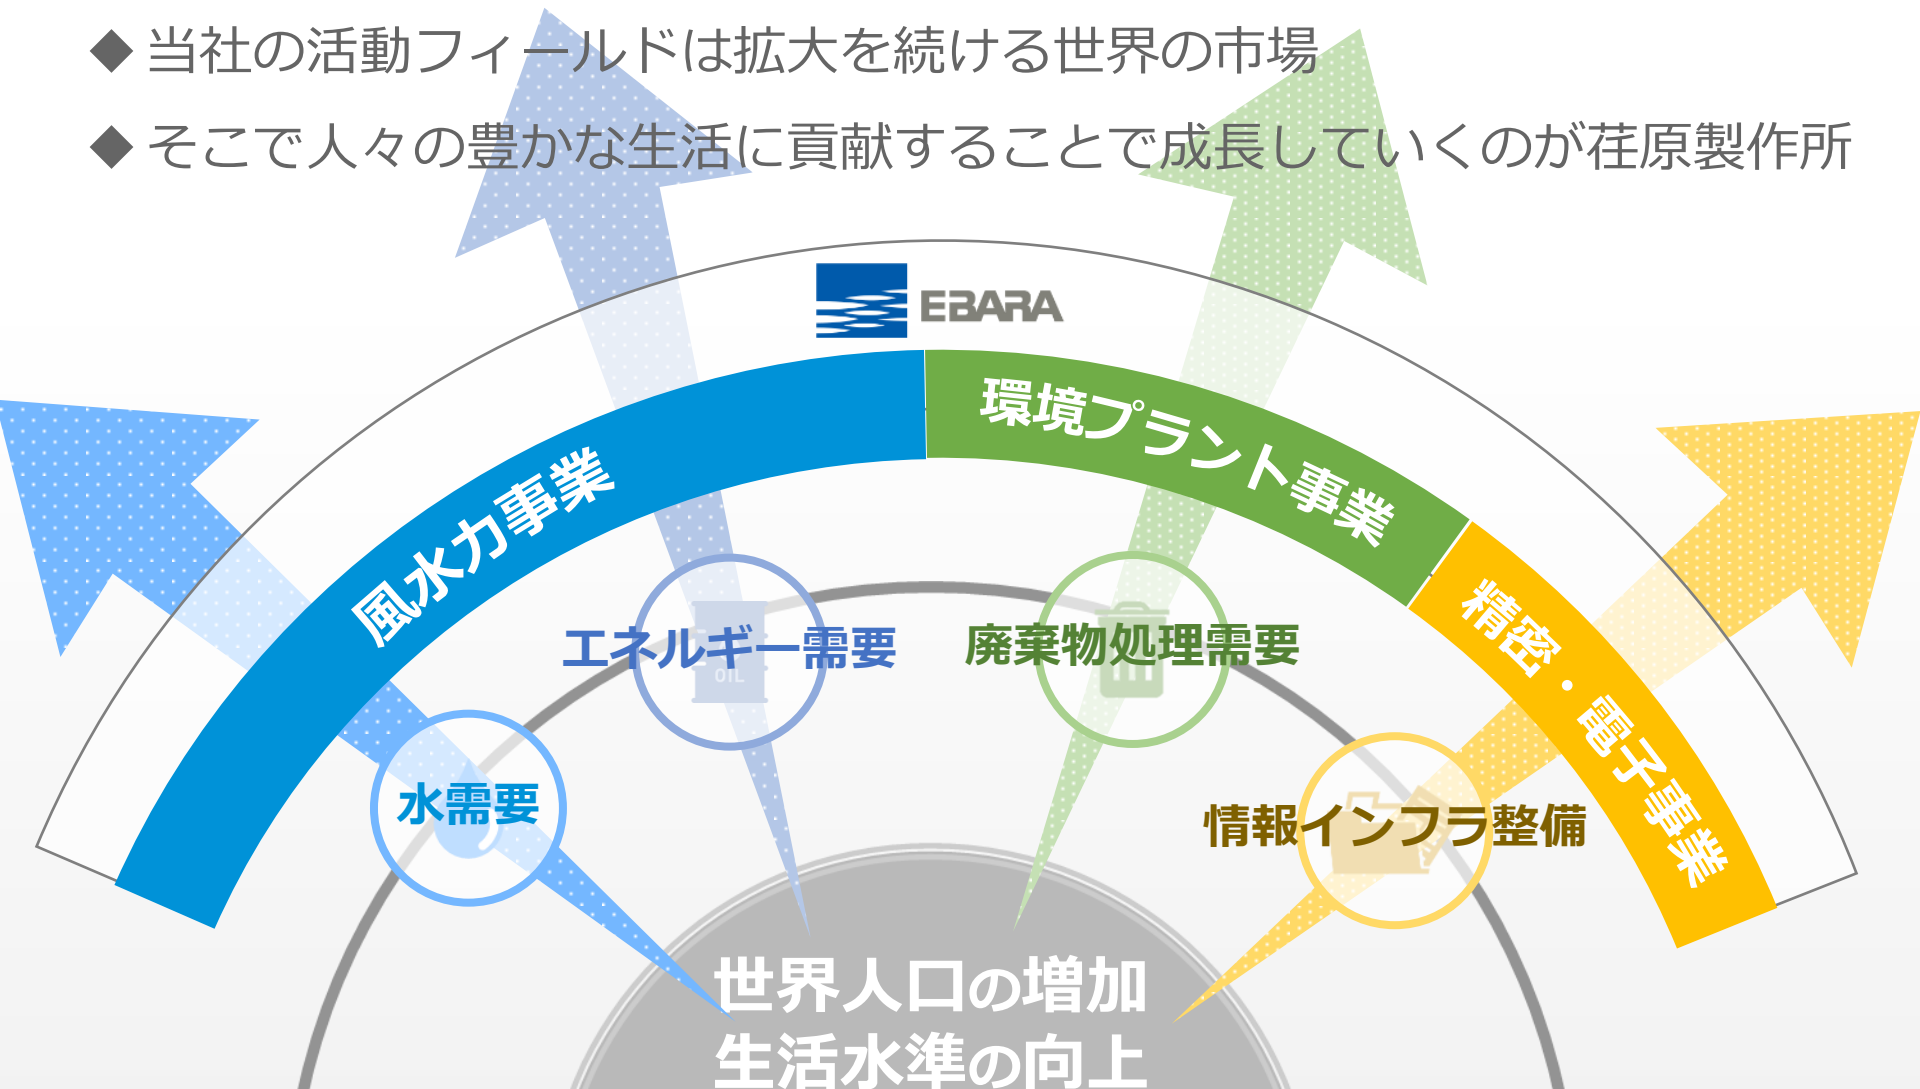 ◆ 当社の活動フィールドは拡大を続ける世界の市場
◆ そこで人々の豊かな生活に貢献することで成長していくのが荏原製作所
EBARA
風水力事業
環境プラント事業
精密・電子事業
エネルギー需要
OIL
廃棄物処理需要
水需要
情報インフラ整備
世界人口の増加
生活水準の向上